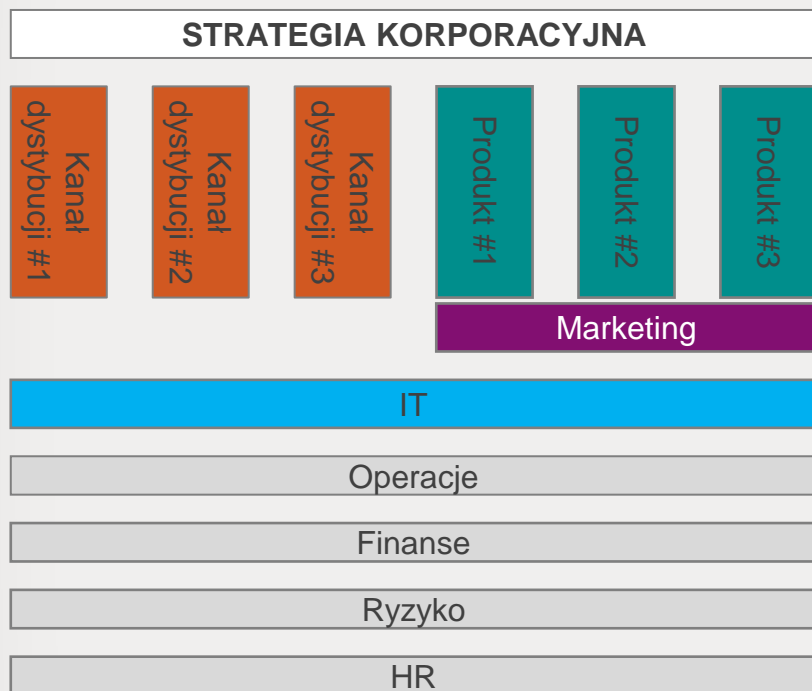 STRATEGIA KORPORACYJNA
Kanał
dystybucji #1
Kanał
dystybucji #2
Kanał
dystybucji #3
Produkt #1
Produkt #2
Produkt #3
Marketing
IT
Operacje
Finanse
Ryzyko
HR